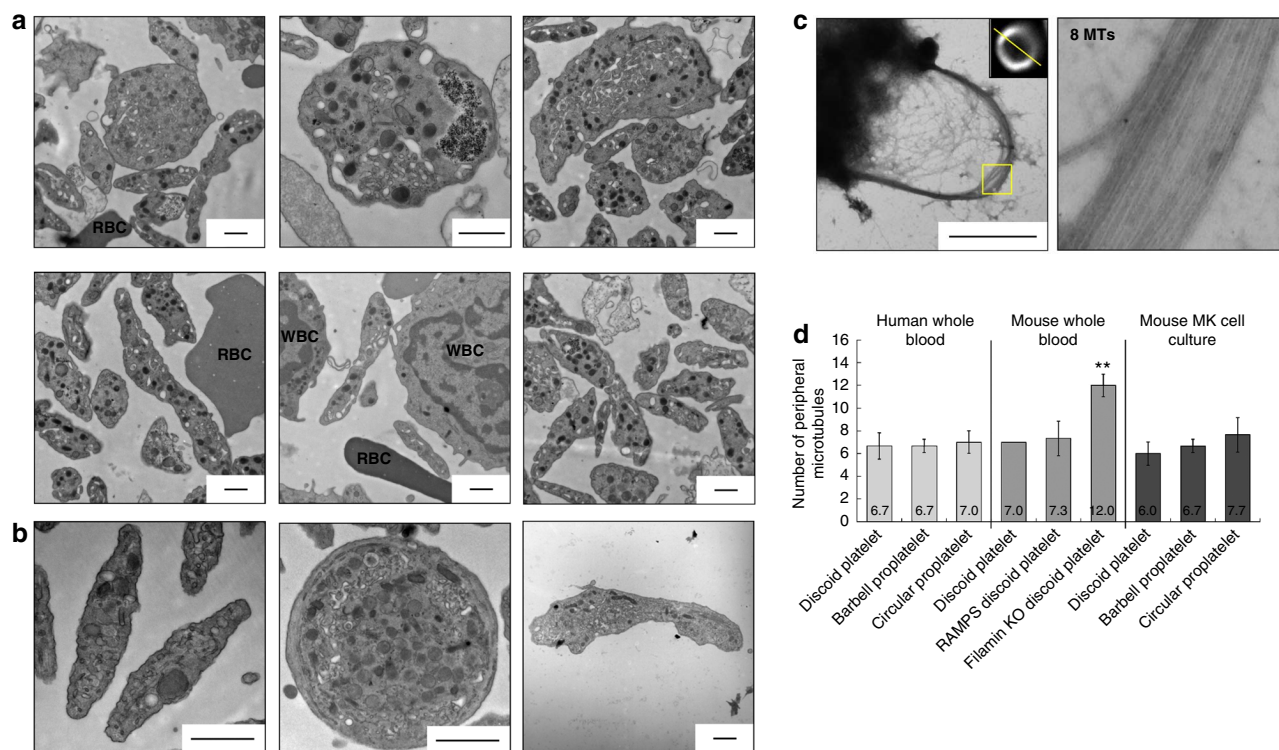 a
RBC
RBC
WBC
WBC
RBC
b
c
8 MTs
d
Human whole
blood
Mouse whole
blood
Mouse MK cell
culture
Number of peripheral
microtubules
16
14
12
10
8
6
4
2
0
**
6.7
6.7
7.0
7.0
7.3
12.0
6.0
6.7
7.7
Discoid platelet
Barbell proplatelet
Circular proplatelet
Discoid platelet
RAMPS discoid platelet
Filamin KO discoid platelet
Discoid platelet
Barbell proplatelet
Circular proplatelet